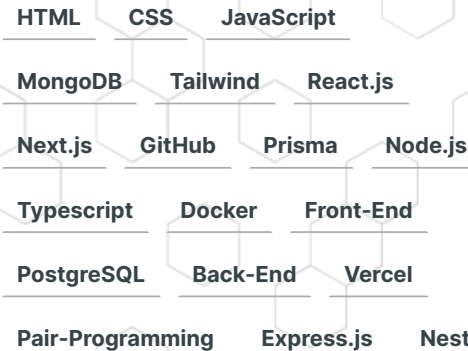 HTML CSS JavaScript
MongoDB Tailwind React.js
Next.js GitHub Prisma Node.js
Typescript Docker Front-End
PostgreSQL Back-End Vercel
Pair-Programming Express.js Nest